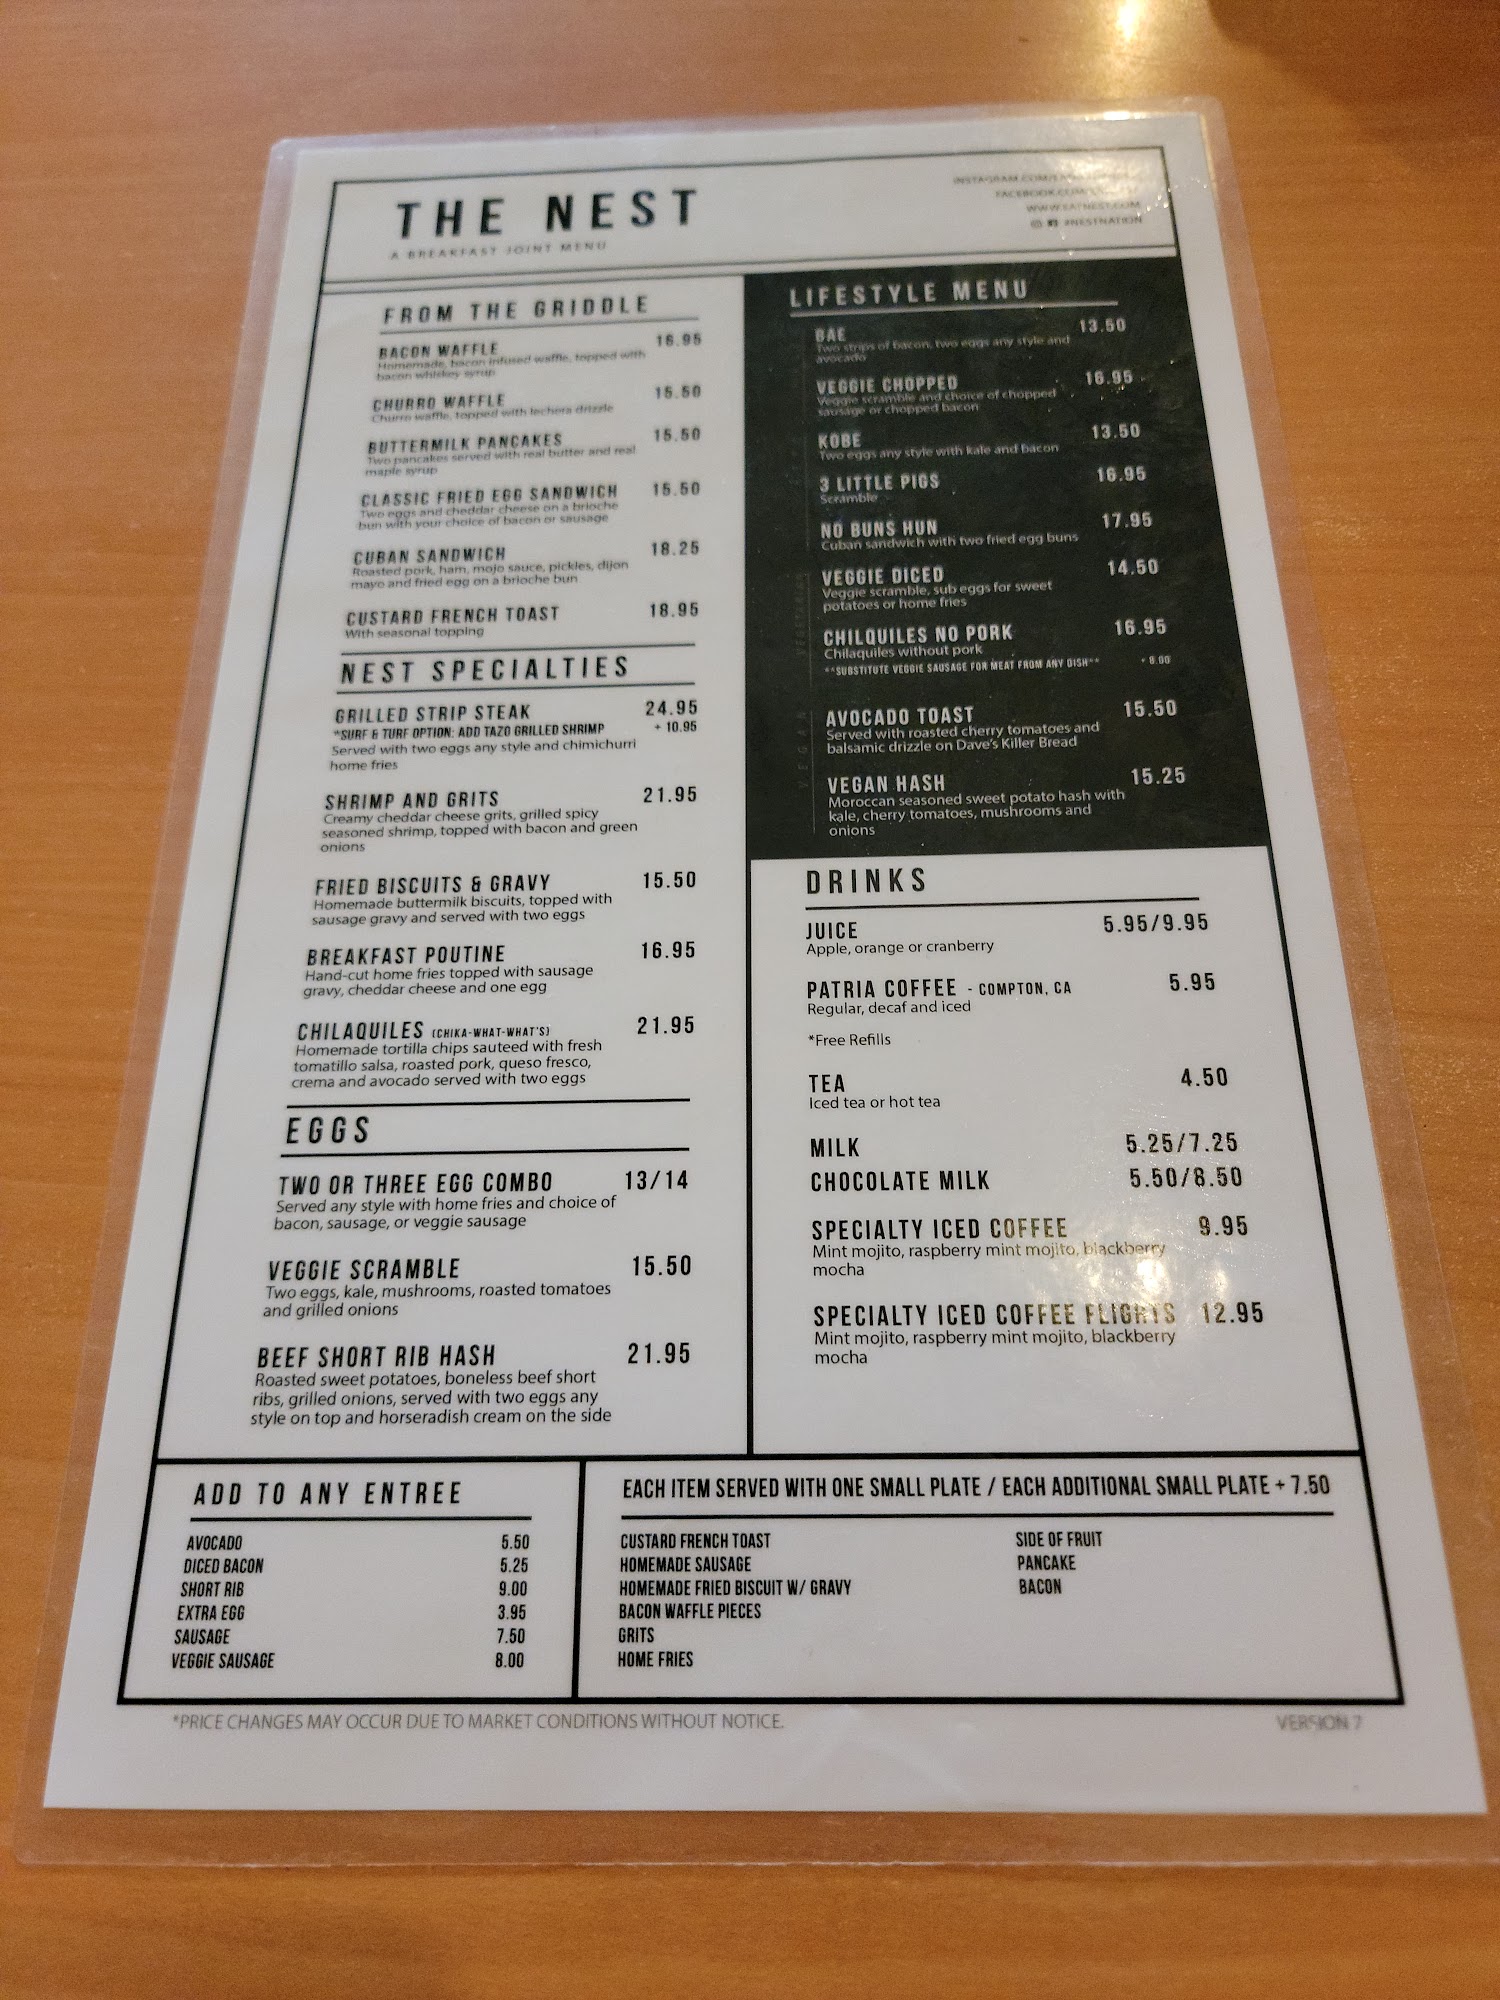 THE NEST
A BREAKFAST JOINT MENU
WWW.EATNEST.COM
#NESTNATION
FROM THE GRIDDLE
BACON WAFFLE 16.95
Homemade, bacon infused waffle, topped with
bacon whiskey syrup
CHURRO WAFFLE 15.50
Churro waffle, topped with lechera drizzle
BUTTERMILK PANCAKES 15.50
Two pancakes served with real butter and real
maple syrup
CLASSIC FRIED EGG SANDWICH 15.50
Two eggs and cheddar cheese on a brioche
bun with your choice of bacon or sausage
CUBAN SANDWICH 18.25
Roasted pork, ham, mojo sauce, pickles, dijon
mayo and fried egg on a brioche bun
CUSTARD FRENCH TOAST 18.95
With seasonal topping
NEST SPECIALTIES
GRILLED STRIP STEAK 24.95
*SURF & TURF OPTION: ADD TAZO GRILLED SHRIMP + 10.95
Served with two eggs any style and chimichurri
home fries
SHRIMP AND GRITS 21.95
Creamy cheddar cheese grits, grilled spicy
seasoned shrimp, topped with bacon and green
onions
FRIED BISCUITS & GRAVY 15.50
Homemade buttermilk biscuits, topped with
sausage gravy and served with two eggs
BREAKFAST POUTINE 16.95
Hand-cut home fries topped with sausage
gravy, cheddar cheese and one egg
CHILAQUILES (CHIKA-WHAT-WHAT'S) 21.95
Homemade tortilla chips sauteed with fresh
tomatillo salsa, roasted pork, queso fresco,
crema and avocado served with two eggs
EGGS
TWO OR THREE EGG COMBO 13/14
Served any style with home fries and choice of
bacon, sausage, or veggie sausage
VEGGIE SCRAMBLE 15.50
Two eggs, kale, mushrooms, roasted tomatoes
and grilled onions
BEEF SHORT RIB HASH 21.95
Roasted sweet potatoes, boneless beef short
ribs, grilled onions, served with two eggs any
style on top and horseradish cream on the side
LIFESTYLE MENU
BAE 13.50
Two strips of bacon, two eggs any style and
avocado
VEGGIE CHOPPED 16.95
Veggie scramble and choice of chopped
sausage or chopped bacon
KOBE 13.50
Two eggs any style with kale and bacon
3 LITTLE PIGS 16.95
Scramble
NO BUNS HUN 17.95
Cuban sandwich with two fried egg buns
VEGETARIAN
VEGGIE DICED 14.50
Veggie scramble, sub eggs for sweet
potatoes or home fries
CHILQUILES NO PORK 16.95
Chilaquiles without pork
**SUBSTITUTE VEGGIE SAUSAGE FOR MEAT FROM ANY DISH** + 8.00
VEGAN
AVOCADO TOAST 15.50
Served with roasted cherry tomatoes and
balsamic drizzle on Dave's Killer Bread
VEGAN HASH 15.25
Moroccan seasoned sweet potato hash with
kale, cherry tomatoes, mushrooms and
onions
DRINKS
JUICE 5.95/9.95
Apple, orange or cranberry
PATRIA COFFEE - COMPTON, CA 5.95
Regular, decaf and iced
*Free Refills
TEA 4.50
Iced tea or hot tea
MILK 5.25/7.25
CHOCOLATE MILK 5.50/8.50
SPECIALTY ICED COFFEE 9.95
Mint mojito, raspberry mint mojito, blackberry
mocha
SPECIALTY ICED COFFEE FLIGHTS 12.95
Mint mojito, raspberry mint mojito, blackberry
mocha
ADD TO ANY ENTREE
AVOCADO 5.50
DICED BACON 5.25
SHORT RIB 9.00
EXTRA EGG 3.95
SAUSAGE 7.50
VEGGIE SAUSAGE 8.00
EACH ITEM SERVED WITH ONE SMALL PLATE / EACH ADDITIONAL SMALL PLATE + 7.50
CUSTARD FRENCH TOAST
HOMEMADE SAUSAGE
HOMEMADE FRIED BISCUIT W/ GRAVY
BACON WAFFLE PIECES
GRITS
HOME FRIES
SIDE OF FRUIT
PANCAKE
BACON
*PRICE CHANGES MAY OCCUR DUE TO MARKET CONDITIONS WITHOUT NOTICE.
VERSION 7